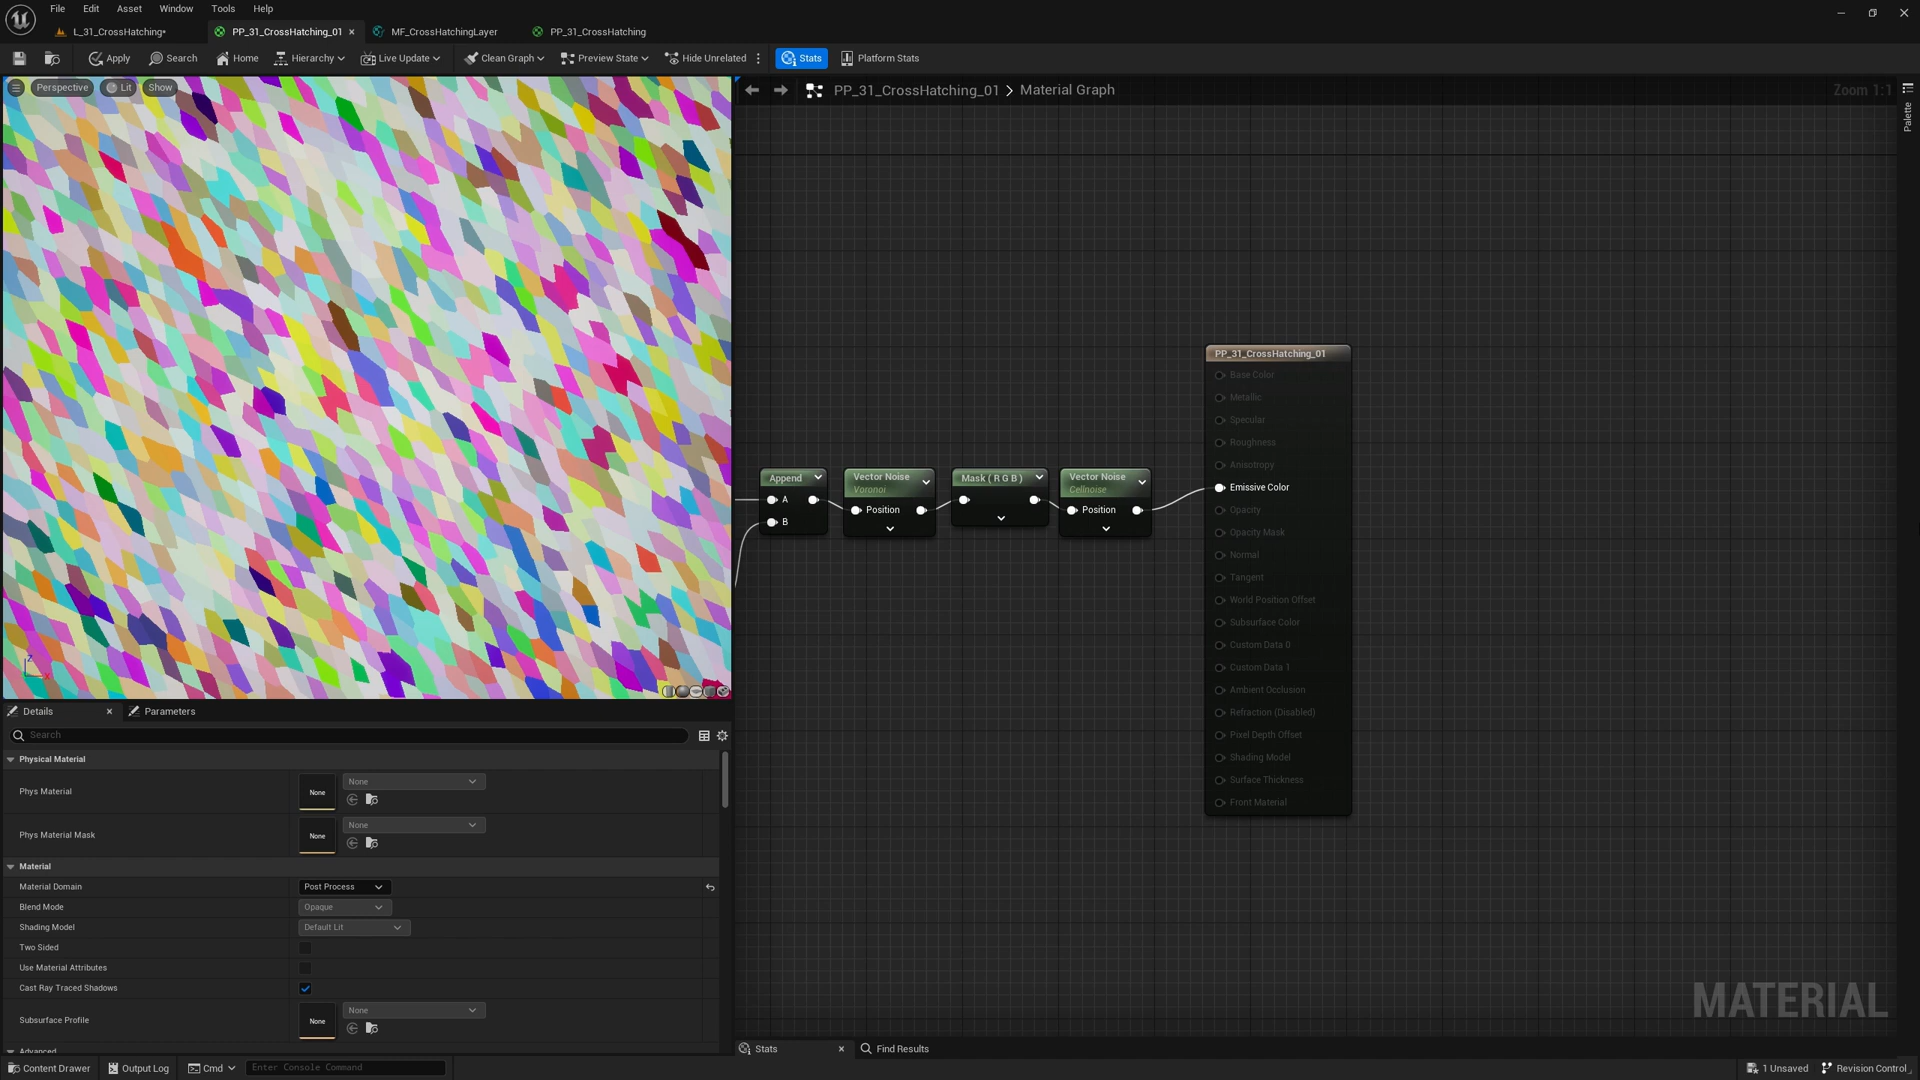 File Edit Asset Window Tools Help
L_31_CrossHatching* PP_31_CrossHatching_01 MF_CrossHatchingLayer PP_31_CrossHatching
Apply Search Home Hierarchy Live Update Clean Graph Preview State Hide Unrelated Stats Platform Stats
Perspective Lit Show
PP_31_CrossHatching_01 > Material Graph
Zoom 1:1
Palette
PP_31_CrossHatching_01
Base Color
Metallic
Specular
Roughness
Anisotropy
Emissive Color
Opacity
Opacity Mask
Normal
Tangent
World Position Offset
Subsurface Color
Custom Data 0
Custom Data 1
Ambient Occlusion
Refraction (Disabled)
Pixel Depth Offset
Shading Model
Surface Thickness
Front Material
Append
A
B
Vector Noise
Voronoi
Position
Mask ( R G B )
Vector Noise
Cellnoise
Position
Z
X
MATERIAL
Details Parameters
Search
Physical Material
Phys Material None None
Phys Material Mask None None
Material
Material Domain Post Process
Blend Mode Opaque
Shading Model Default Lit
Two Sided
Use Material Attributes
Cast Ray Traced Shadows
Subsurface Profile None None
Advanced
Stats Find Results
Content Drawer Output Log Cmd Enter Console Command 1 Unsaved Revision Control